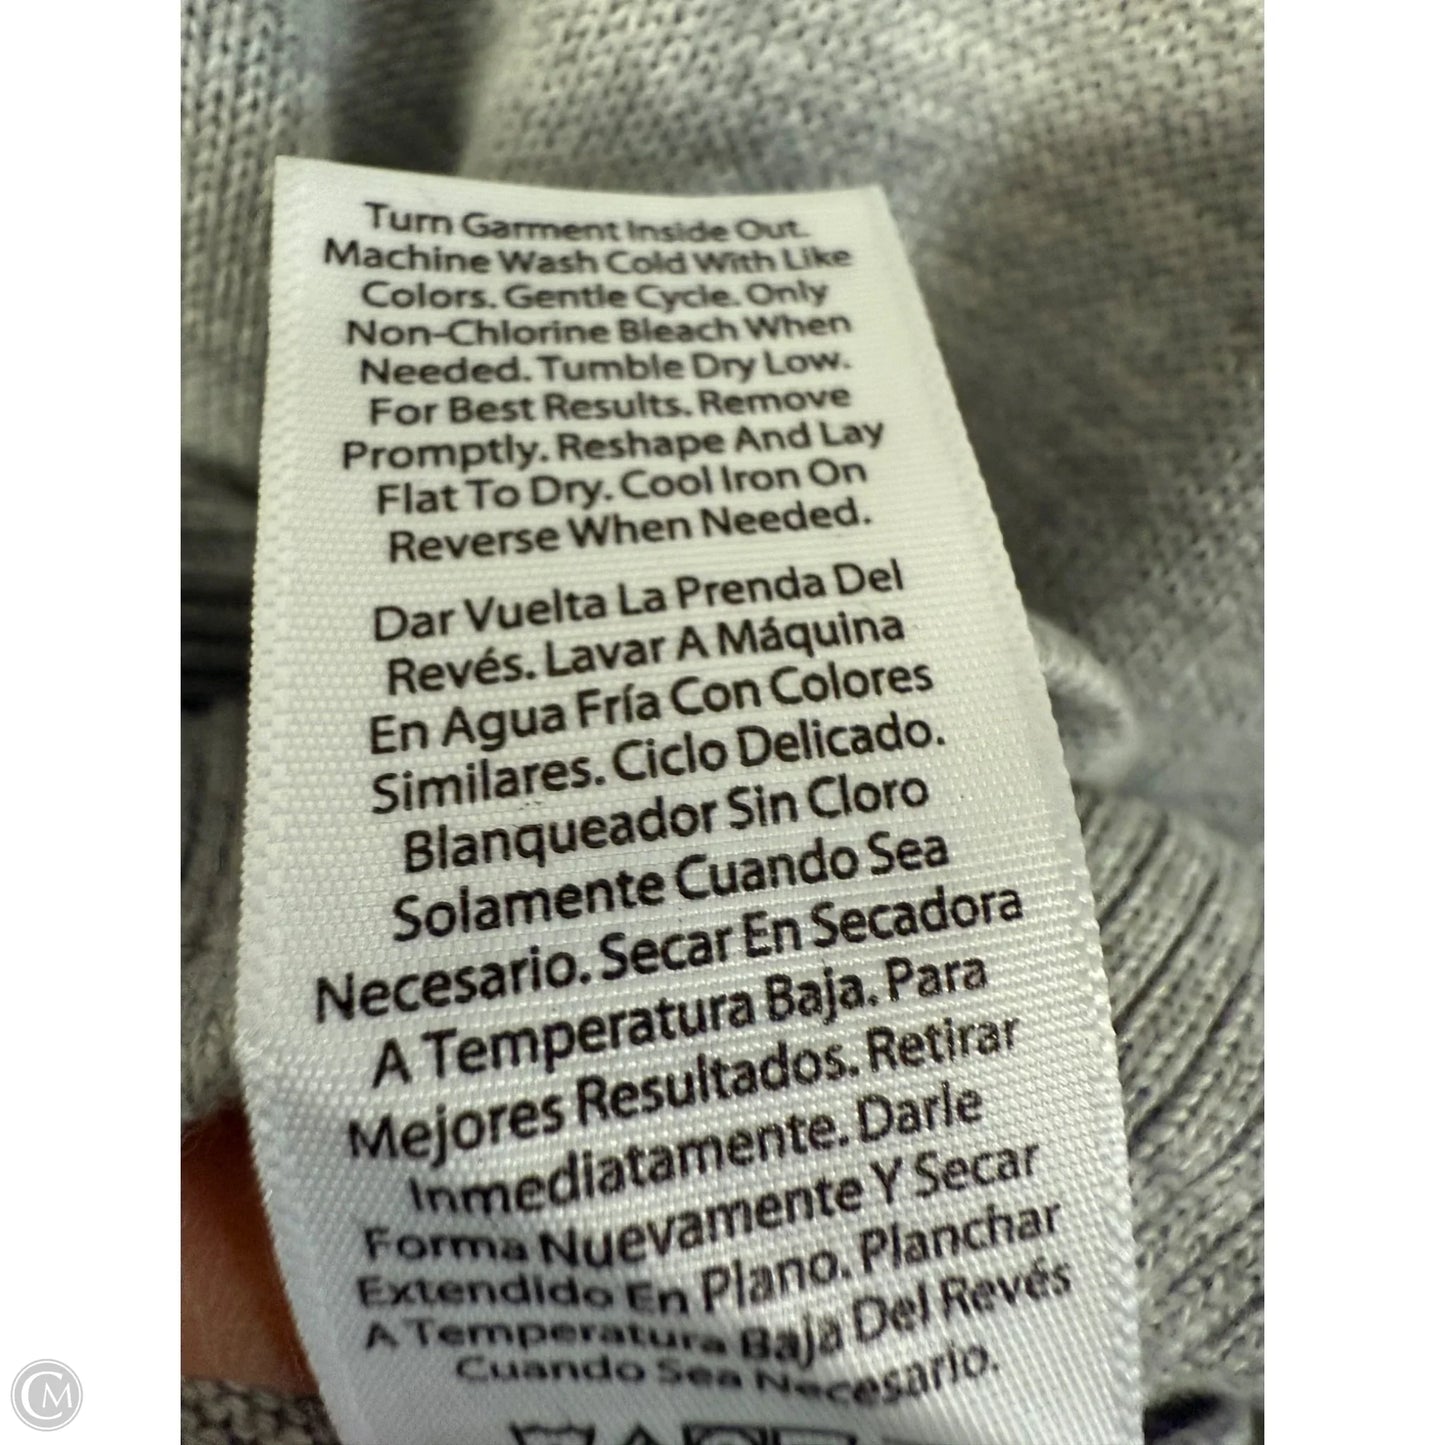 Turn Garment Inside Out.
Machine Wash Cold With Like
Colors. Gentle Cycle. Only
Non-Chlorine Bleach When
Needed. Tumble Dry Low.
For Best Results. Remove
Promptly. Reshape And Lay
Flat To Dry. Cool Iron On
Reverse When Needed.
Dar Vuelta La Prenda Del
Revés. Lavar A Máquina
En Agua Fría Con Colores
Similares. Ciclo Delicado.
Blanqueador Sin Cloro
Solamente Cuando Sea
Necesario. Secar En Secadora
A Temperatura Baja. Para
Mejores Resultados. Retirar
Inmediatamente. Darle
Forma Nuevamente Y Secar
Extendido En Plano. Planchar
A Temperatura Baja Del Revés
Cuando Sea Necesario.
CM